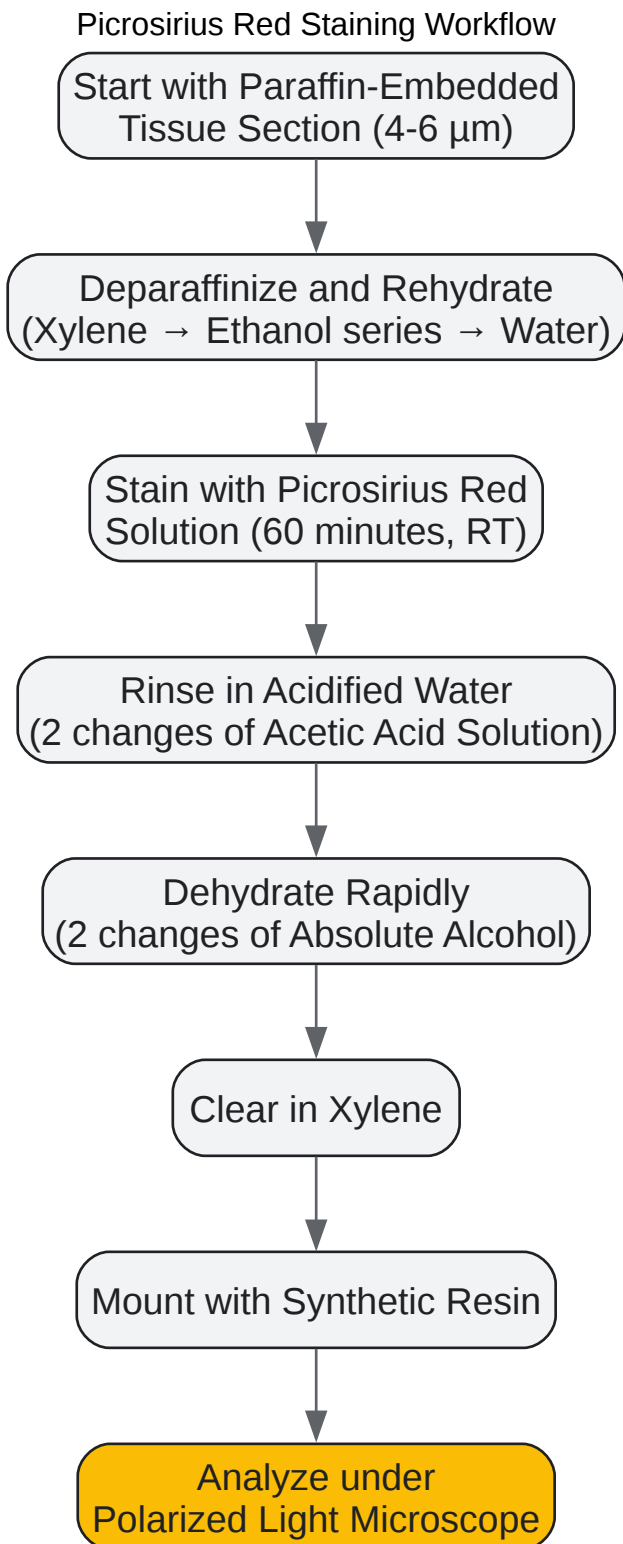 Picrosirius Red Staining Workflow
Start with Paraffin-Embedded
Tissue Section (4-6 µm)
Deparaffinize and Rehydrate
(Xylene → Ethanol series → Water)
Stain with Picrosirius Red
Solution (60 minutes, RT)
Rinse in Acidified Water
(2 changes of Acetic Acid Solution)
Dehydrate Rapidly
(2 changes of Absolute Alcohol)
Clear in Xylene
Mount with Synthetic Resin
Analyze under
Polarized Light Microscope